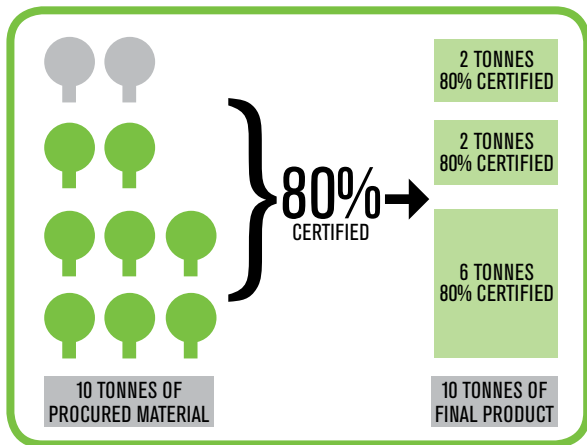 2 TONNES
80% CERTIFIED
2 TONNES
80% CERTIFIED
80%
CERTIFIED
6 TONNES
80% CERTIFIED
10 TONNES OF
PROCURED MATERIAL
10 TONNES OF
FINAL PRODUCT